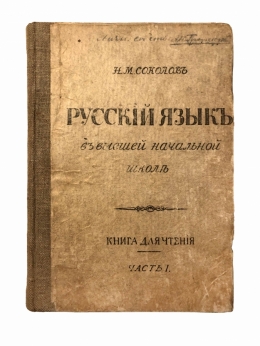 Н.М. СОКОЛОВЪ
РУССКІЙ ЯЗЫКЪ
въ высшей начальной
школѣ
КНИГА ДЛЯ ЧТЕНІЯ
ЧАСТЬ I.